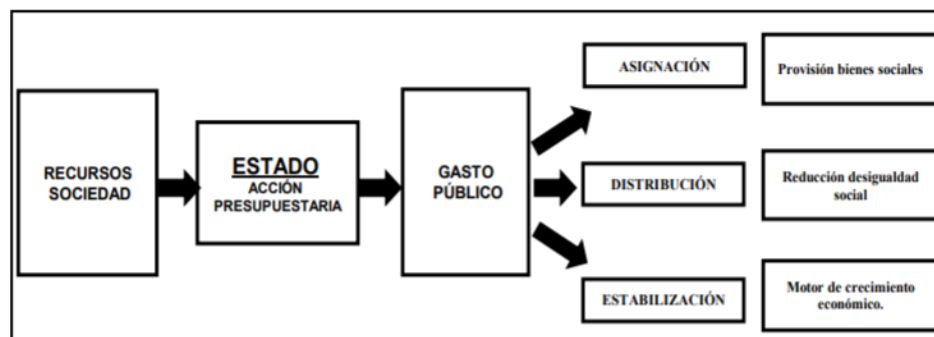 RECURSOS
SOCIEDAD
ESTADO
ACCIÓN
PRESUPUESTARIA
GASTO
PÚBLICO
ASIGNACIÓN
Provisión bienes sociales
DISTRIBUCIÓN
Reducción desigualdad
social
ESTABILIZACIÓN
Motor de crecimiento
económico.